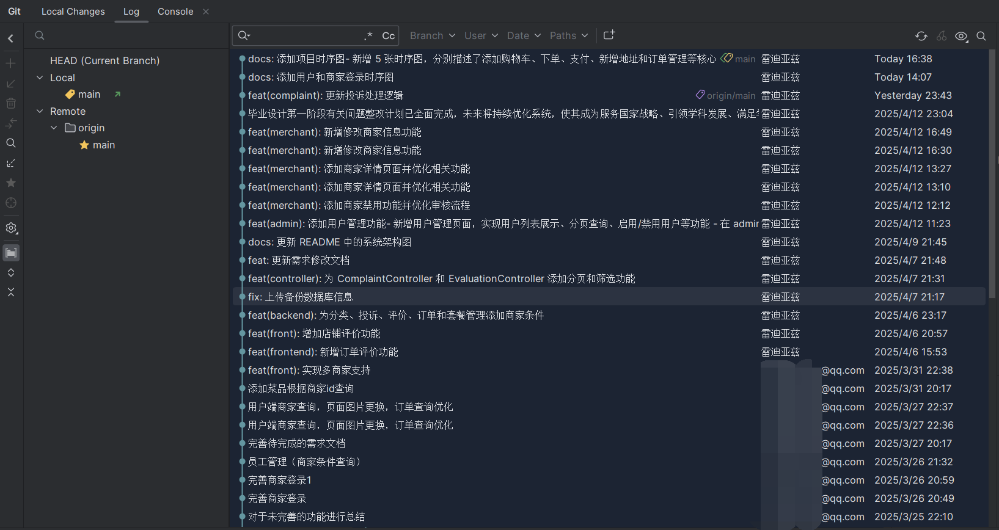 Git Local Changes Log Console
.* Cc Branch User Date Paths
HEAD (Current Branch)
Local
main
Remote
origin
main
docs: 添加项目时序图- 新增 5 张时序图，分别描述了添加购物车、下单、支付、新增地址和订单管理等核心 main 雷迪亚兹 Today 16:38
docs: 添加用户和商家登录时序图 雷迪亚兹 Today 14:07
feat(complaint): 更新投诉处理逻辑 origin/main 雷迪亚兹 Yesterday 23:43
毕业设计第一阶段有关问题整改计划已全面完成，未来将持续优化系统，使其成为服务国家战略、引领学科发展、满足 雷迪亚兹 2025/4/12 23:04
feat(merchant): 新增修改商家信息功能 雷迪亚兹 2025/4/12 16:49
feat(merchant): 新增修改商家信息功能 雷迪亚兹 2025/4/12 16:30
feat(merchant): 添加商家详情页面并优化相关功能 雷迪亚兹 2025/4/12 13:27
feat(merchant): 添加商家详情页面并优化相关功能 雷迪亚兹 2025/4/12 13:10
feat(merchant): 添加商家禁用功能并优化审核流程 雷迪亚兹 2025/4/12 12:12
feat(admin): 添加用户管理功能- 新增用户管理页面，实现用户列表展示、分页查询、启用/禁用用户等功能 - 在 admin 雷迪亚兹 2025/4/12 11:23
docs: 更新 README 中的系统架构图 雷迪亚兹 2025/4/9 21:45
feat: 更新需求修改文档 雷迪亚兹 2025/4/7 21:48
feat(controller): 为 ComplaintController 和 EvaluationController 添加分页和筛选功能 雷迪亚兹 2025/4/7 21:31
fix: 上传备份数据库信息 雷迪亚兹 2025/4/7 21:17
feat(backend): 为分类、投诉、评价、订单和套餐管理添加商家条件 雷迪亚兹 2025/4/6 23:17
feat(front): 增加店铺评价功能 雷迪亚兹 2025/4/6 20:57
feat(frontend): 新增订单评价功能 雷迪亚兹 2025/4/6 15:53
feat(front): 实现多商家支持 @qq.com 2025/3/31 22:38
添加菜品根据商家id查询 @qq.com 2025/3/31 20:17
用户端商家查询，页面图片更换，订单查询优化 @qq.com 2025/3/27 22:37
用户端商家查询，页面图片更换，订单查询优化 @qq.com 2025/3/27 22:36
完善待完成的需求文档 @qq.com 2025/3/27 20:17
员工管理（商家条件查询） @qq.com 2025/3/26 21:32
完善商家登录1 @qq.com 2025/3/26 20:59
完善商家登录 @qq.com 2025/3/26 20:49
对于未完善的功能进行总结 @qq.com 2025/3/25 22:10